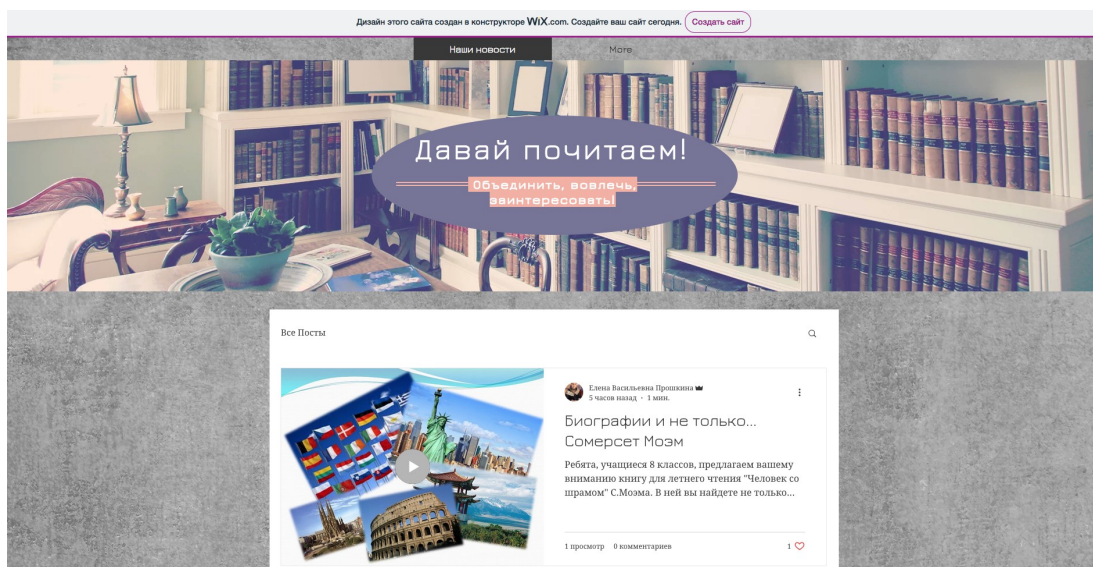 Дизайн этого сайта создан в конструкторе WiX.com. Создайте ваш сайт сегодня. Создать сайт
Наши новости More
Давай почитаем!
Объединить, вовлечь,
заинтересовать!
Все Посты
Елена Васильевна Прошкина
5 часов назад · 1 мин.
Биографии и не только...
Сомерсет Моэм
Ребята, учащиеся 8 классов, предлагаем вашему
вниманию книгу для летнего чтения "Человек со
шрамом" С.Моэма. В ней вы найдете не только...
1 просмотр 0 комментариев 1